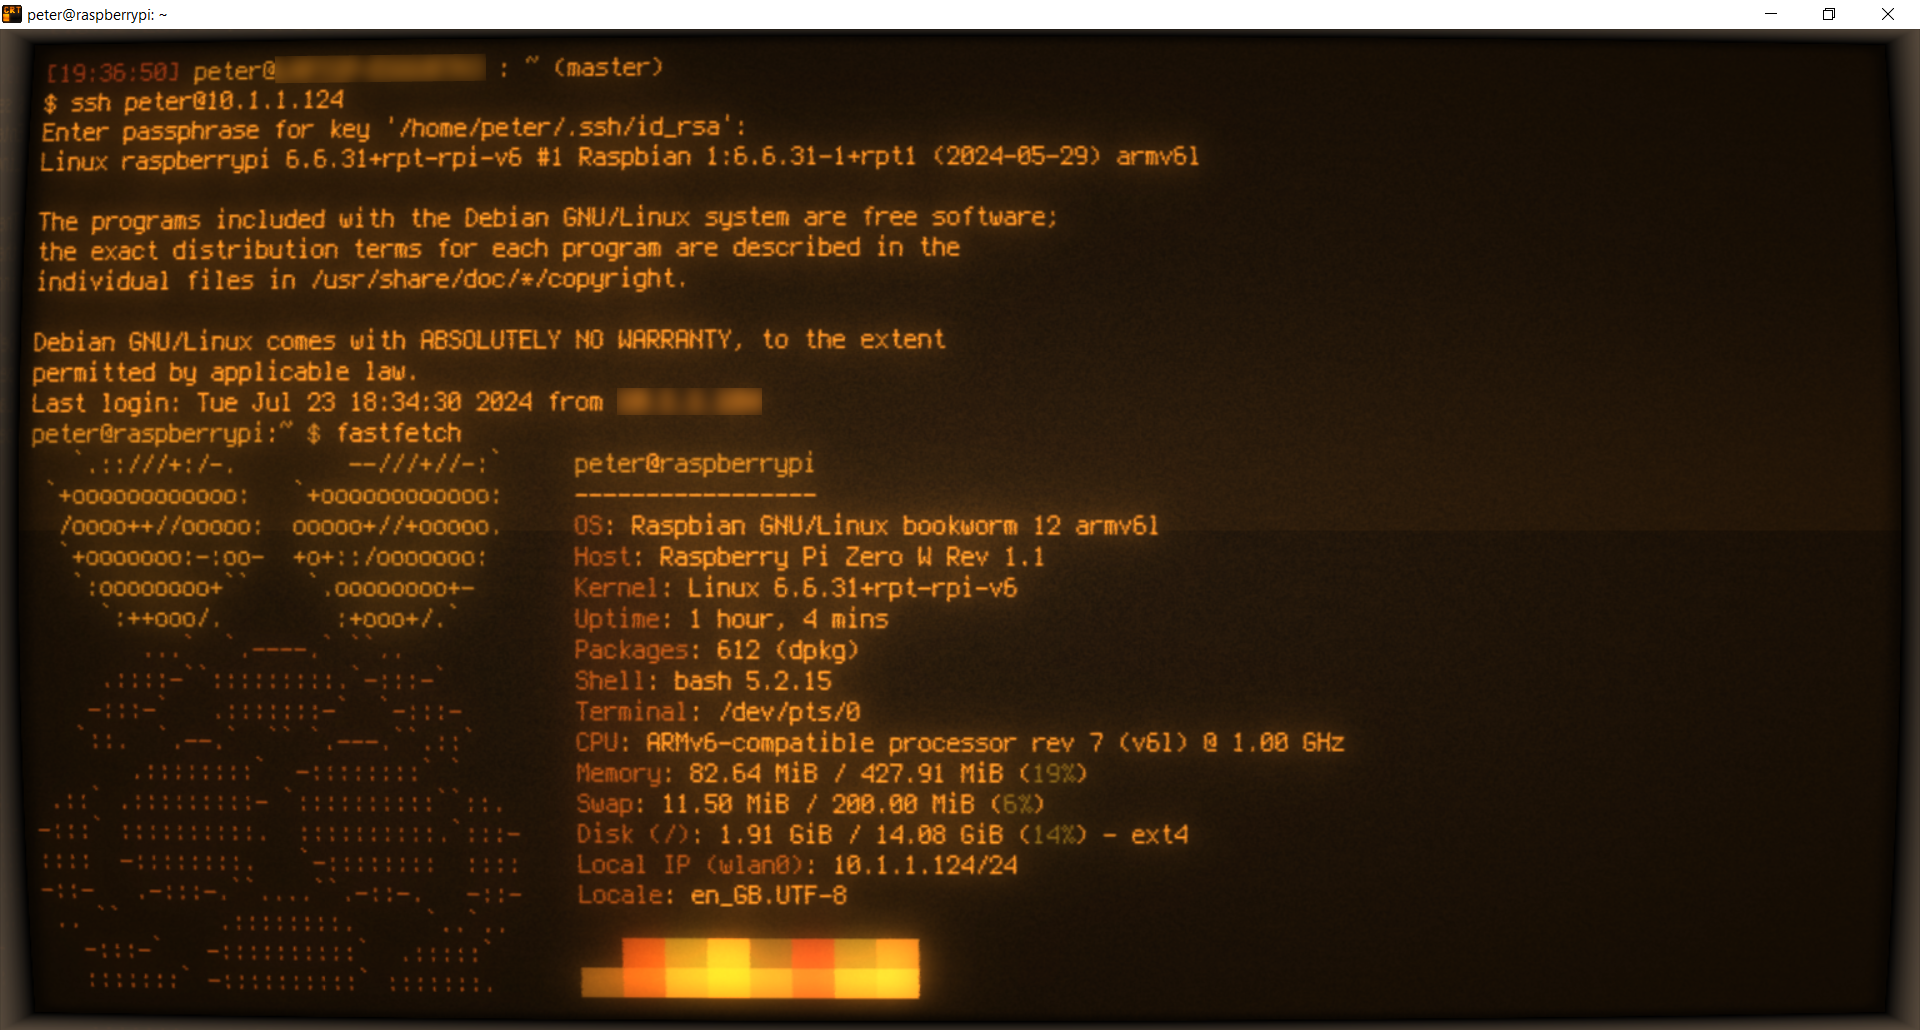 peter@raspberrypi: ~
[19:36:50] peter@ : ~ (master)
$ ssh peter@10.1.1.124
Enter passphrase for key '/home/peter/.ssh/id_rsa':
Linux raspberrypi 6.6.31+rpt-rpi-v6 #1 Raspbian 1:6.6.31-1+rpt1 (2024-05-29) armv6l
The programs included with the Debian GNU/Linux system are free software;
the exact distribution terms for each program are described in the
individual files in /usr/share/doc/*/copyright.
Debian GNU/Linux comes with ABSOLUTELY NO WARRANTY, to the extent
permitted by applicable law.
Last login: Tue Jul 23 18:34:30 2024 from
peter@raspberrypi:~ $ fastfetch
peter@raspberrypi
-----------------
OS: Raspbian GNU/Linux bookworm 12 armv6l
Host: Raspberry Pi Zero W Rev 1.1
Kernel: Linux 6.6.31+rpt-rpi-v6
Uptime: 1 hour, 4 mins
Packages: 612 (dpkg)
Shell: bash 5.2.15
Terminal: /dev/pts/0
CPU: ARMv6-compatible processor rev 7 (v6l) @ 1.00 GHz
Memory: 82.64 MiB / 427.91 MiB (19%)
Swap: 11.50 MiB / 200.00 MiB (6%)
Disk (/): 1.91 GiB / 14.08 GiB (14%) - ext4
Local IP (wlan0): 10.1.1.124/24
Locale: en_GB.UTF-8